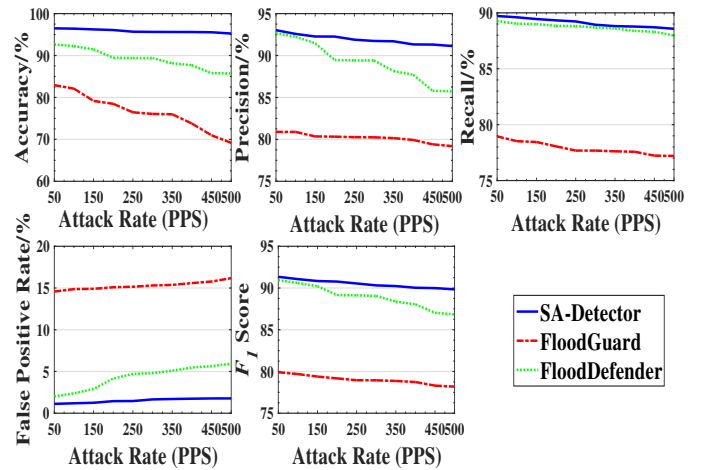 100
90
80
70
60
Accuracy/%
50 150 250 350 450500
Attack Rate (PPS)
95
90
85
80
75
Precision/%
50 150 250 350 450500
Attack Rate (PPS)
90
85
80
75
Recall/%
50 150 250 350 450500
Attack Rate (PPS)
20
15
10
5
0
False Positive Rate/%
50 150 250 350 450500
Attack Rate (PPS)
95
90
85
80
75
F1 Score
50 150 250 350 450500
Attack Rate (PPS)
SA-Detector
FloodGuard
FloodDefender